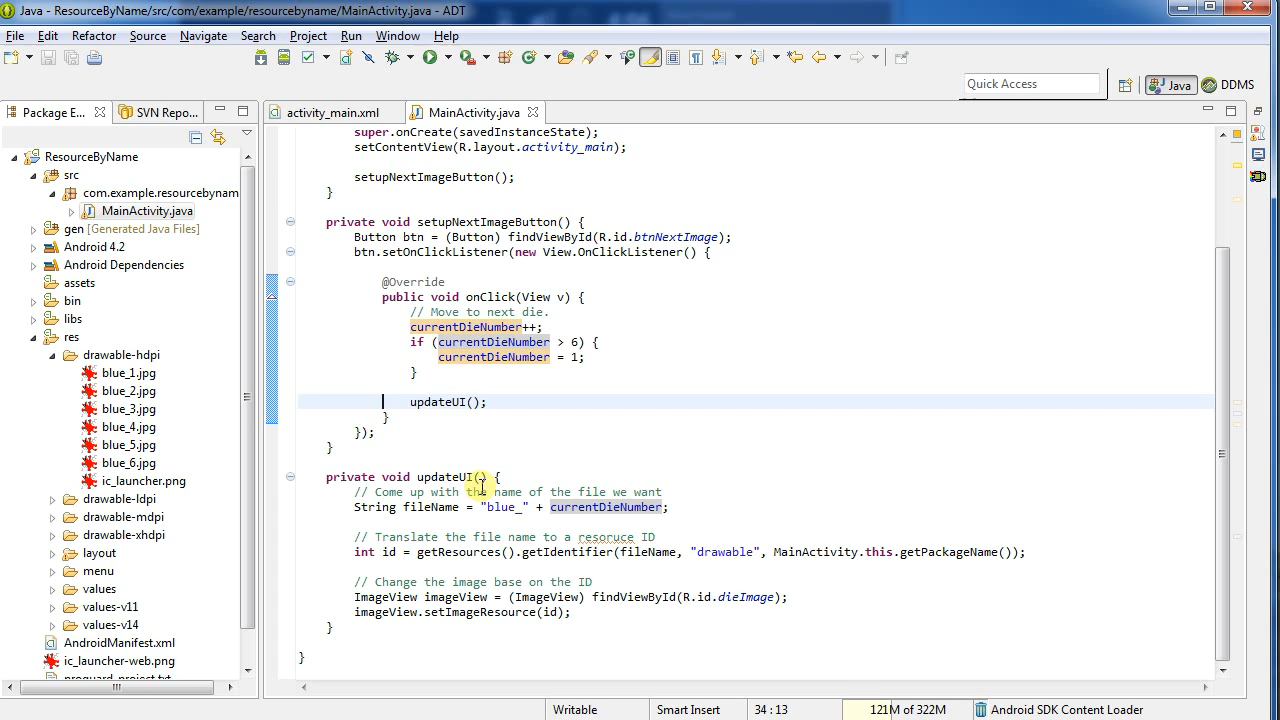 Java - ResourceByName/src/com/example/resourcebyname/MainActivity.java - ADT
File Edit Refactor Source Navigate Search Project Run Window Help
Quick Access
Java
DDMS
Package E...
SVN Repo...
activity_main.xml
MainActivity.java
ResourceByName
src
com.example.resourcebynam
MainActivity.java
gen [Generated Java Files]
Android 4.2
Android Dependencies
assets
bin
libs
res
drawable-hdpi
blue_1.jpg
blue_2.jpg
blue_3.jpg
blue_4.jpg
blue_5.jpg
blue_6.jpg
ic_launcher.png
drawable-ldpi
drawable-mdpi
drawable-xhdpi
layout
menu
values
values-v11
values-v14
AndroidManifest.xml
ic_launcher-web.png
proguard_project.txt
super.onCreate(savedInstanceState);
setContentView(R.layout.activity_main);
setupNextImageButton();
}
private void setupNextImageButton() {
Button btn = (Button) findViewById(R.id.btnNextImage);
btn.setOnClickListener(new View.OnClickListener() {
@Override
public void onClick(View v) {
// Move to next die.
currentDieNumber++;
if (currentDieNumber > 6) {
currentDieNumber = 1;
}
updateUI();
}
});
}
private void updateUI() {
// Come up with the name of the file we want
String fileName = "blue_" + currentDieNumber;
// Translate the file name to a resoruce ID
int id = getResources().getIdentifier(fileName, "drawable", MainActivity.this.getPackageName());
// Change the image base on the ID
ImageView imageView = (ImageView) findViewById(R.id.dieImage);
imageView.setImageResource(id);
}
}
Writable
Smart Insert
34 : 13
121M of 322M
Android SDK Content Loader